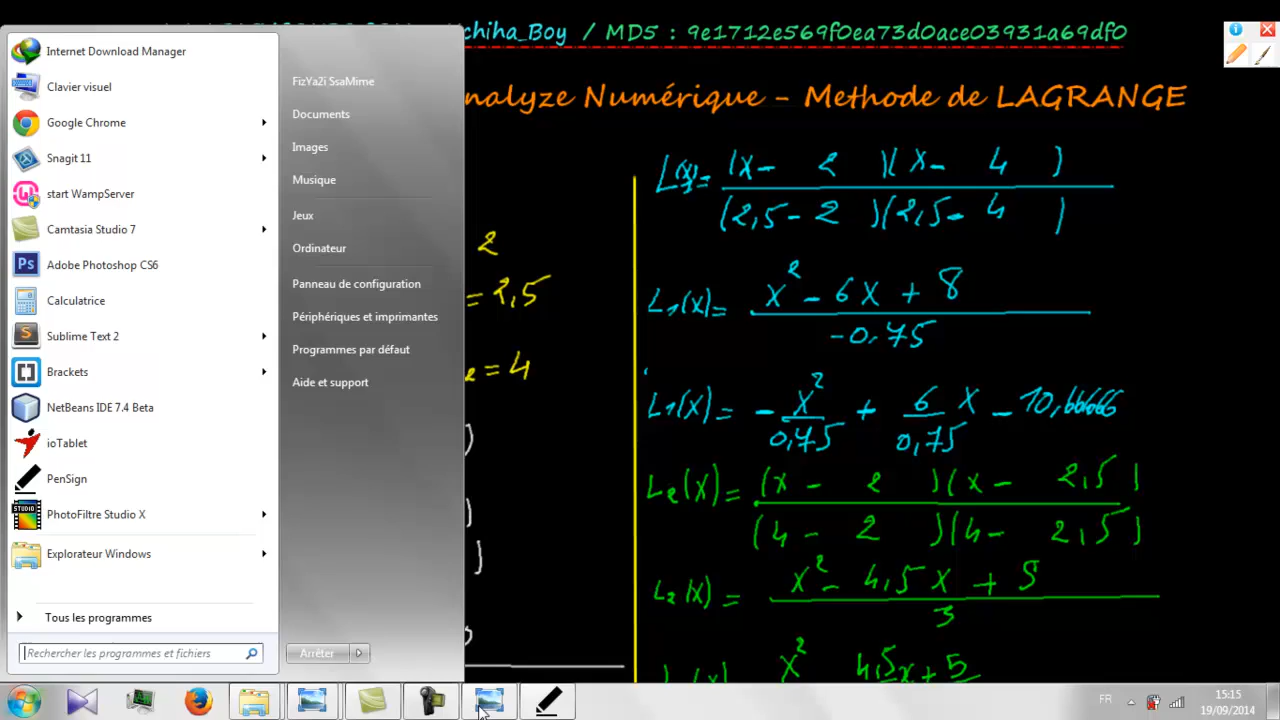 chiha_Boy / MD5 : 9e1712e569f0ea73d0ace03931a69df0
nalyze Numérique - Methode de LAGRANGE
Internet Download Manager
Clavier visuel
Google Chrome
Snagit 11
start WampServer
Camtasia Studio 7
Adobe Photoshop CS6
Calculatrice
Sublime Text 2
Brackets
NetBeans IDE 7.4 Beta
ioTablet
PenSign
PhotoFiltre Studio X
Explorateur Windows
Tous les programmes
Rechercher les programmes et fichiers
FizYa2i SsaMime
Documents
Images
Musique
Jeux
Ordinateur
Panneau de configuration
Périphériques et imprimantes
Programmes par défaut
Aide et support
Arrêter
2
= 2,5
2 = 4
)
)
)
L1(x)= (x- 2 )(x- 4 )
(2,5- 2 )(2,5- 4 )
L1(x)= x² - 6x + 8
-0,75
L1(x)= - x² + 6 x - 10,66666
0,75 0,75
L2(x)= (x- 2 )(x- 2,5 )
(4- 2 )(4- 2,5)
L2(x) = x² - 4,5x + 5
3
x² 4,5x + 5
FR
15:15
19/09/2014